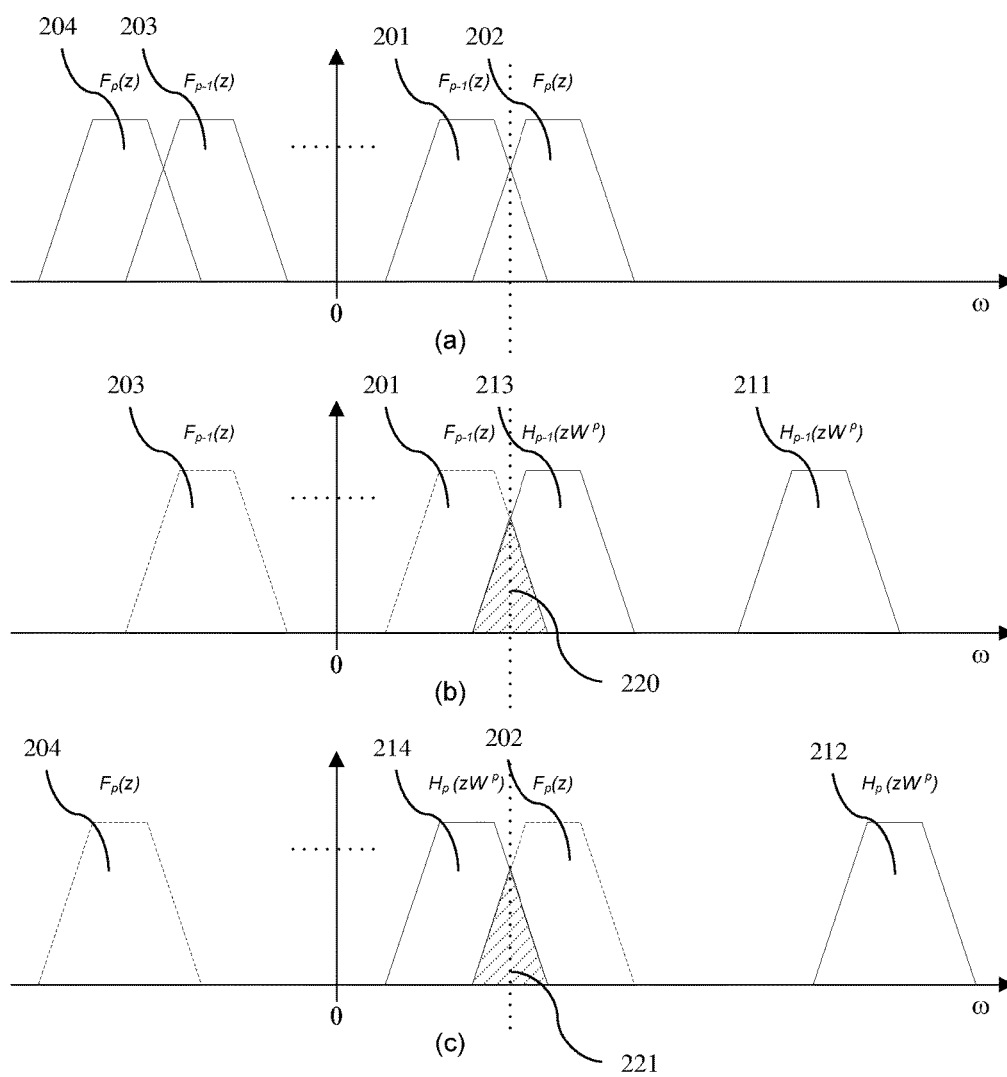 204 203 201 202
Fp(z) Fp-1(z) Fp-1(z) Fp(z)
0 ω
(a)
203 201 213 211
Fp-1(z) Fp-1(z) Hp-1(zW^p) Hp-1(zW^p)
0 ω
(b) 220
204 214 202 212
Fp(z) Hp(zW^p) Fp(z) Hp(zW^p)
0 ω
(c) 221